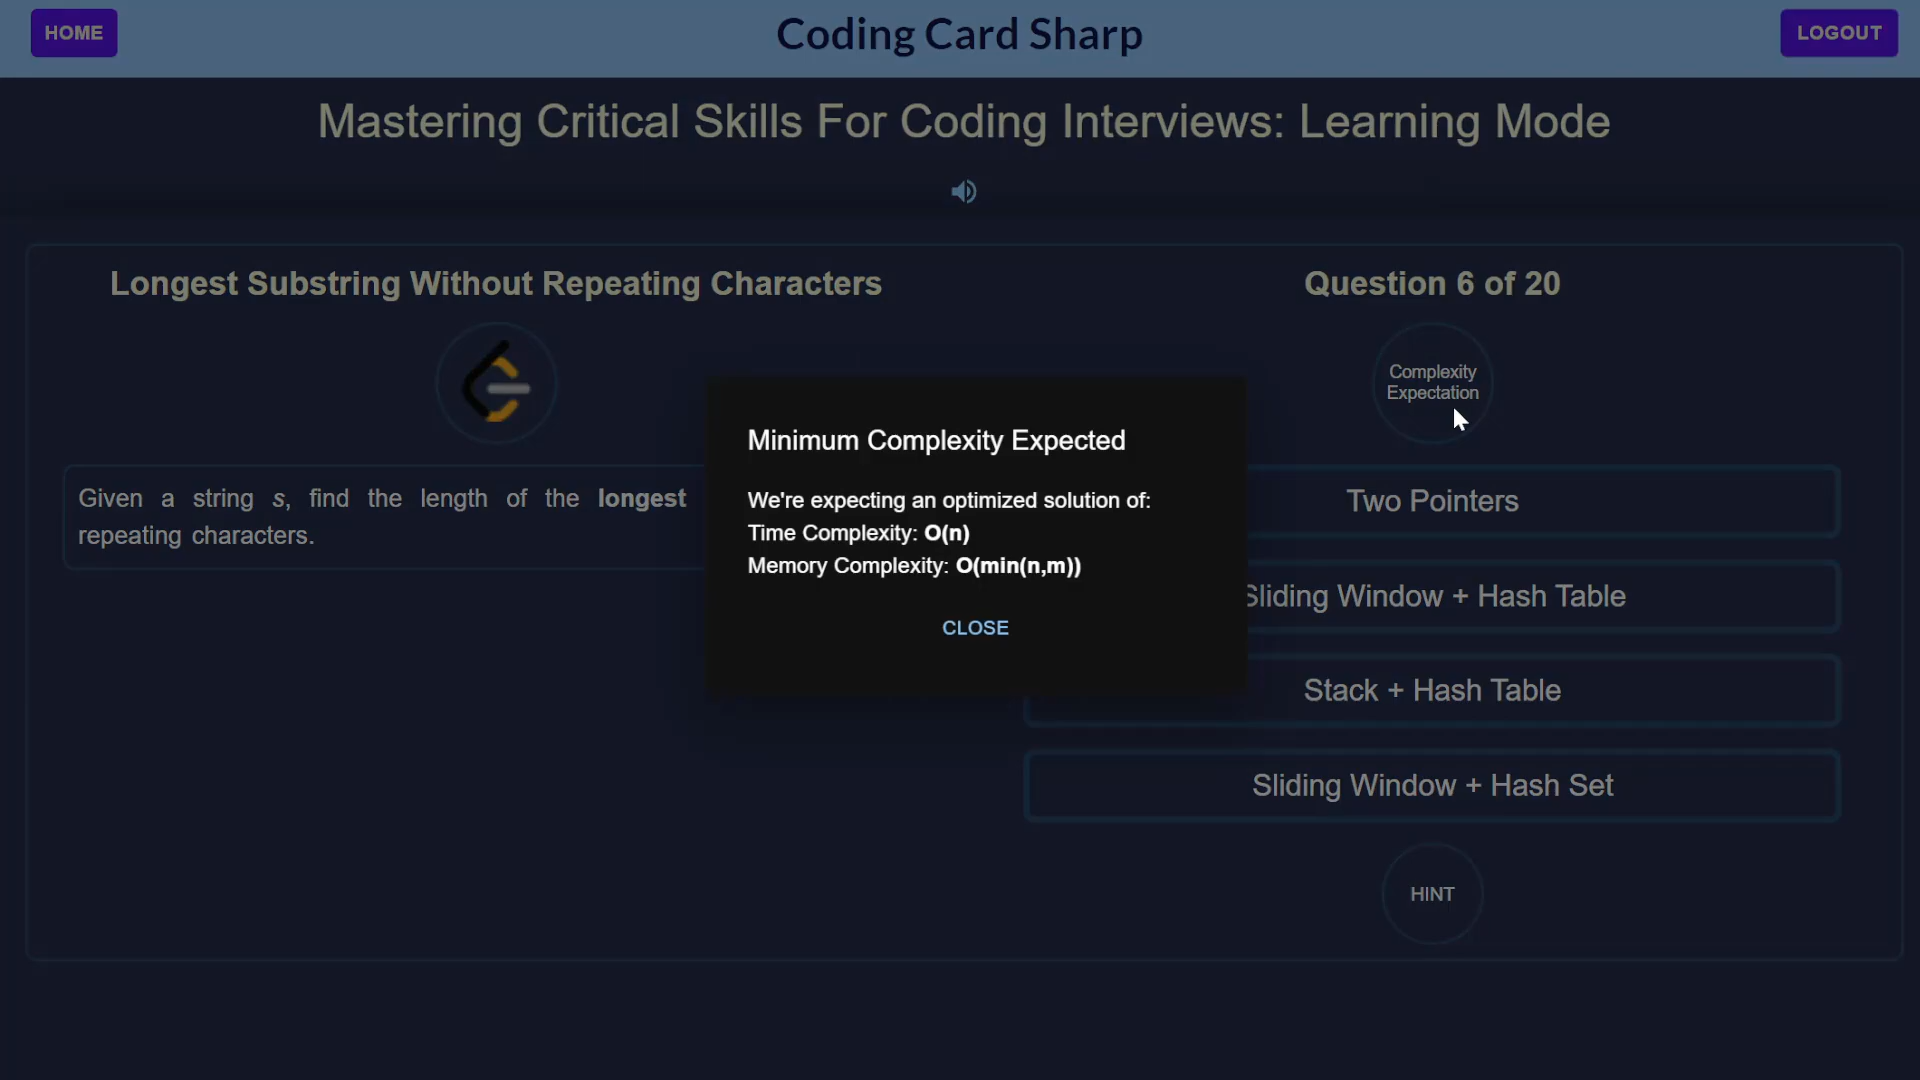 HOME
Coding Card Sharp
LOGOUT
Mastering Critical Skills For Coding Interviews: Learning Mode
Longest Substring Without Repeating Characters
Given a string s, find the length of the longest
repeating characters.
Question 6 of 20
Complexity
Expectation
Minimum Complexity Expected
We're expecting an optimized solution of:
Time Complexity: O(n)
Memory Complexity: O(min(n,m))
CLOSE
Two Pointers
Sliding Window + Hash Table
Stack + Hash Table
Sliding Window + Hash Set
HINT